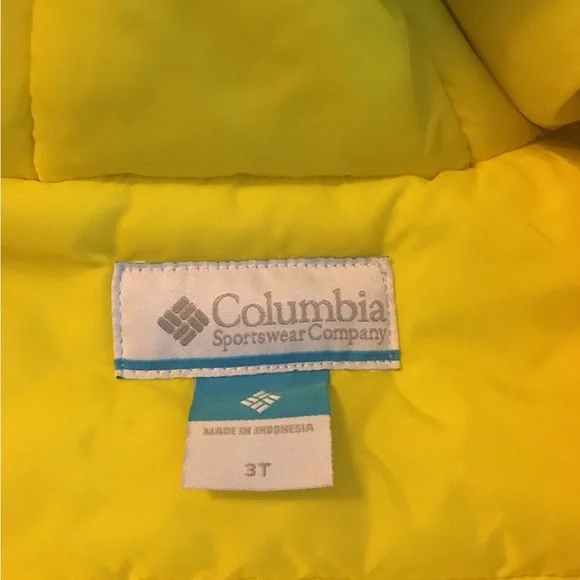 Columbia
Sportswear Company
MADE IN INDONESIA
3T